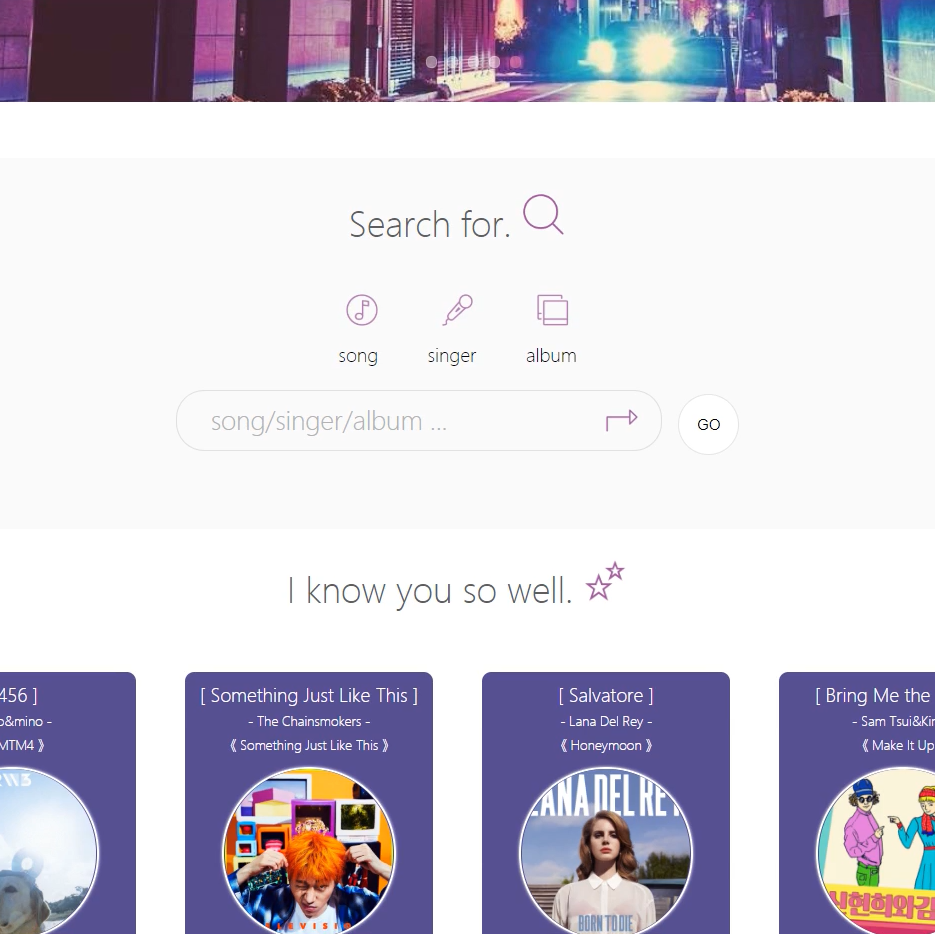 Search for.
song
singer
album
song/singer/album ...
GO
I know you so well.
456 ]
&mino -
MTM4 》
[ Something Just Like This ]
- The Chainsmokers -
《 Something Just Like This 》
[ Salvatore ]
- Lana Del Rey -
《 Honeymoon 》
LANA DEL REY
BORN TO DIE
[ Bring Me the
- Sam Tsui&Ki
《 Make It Up